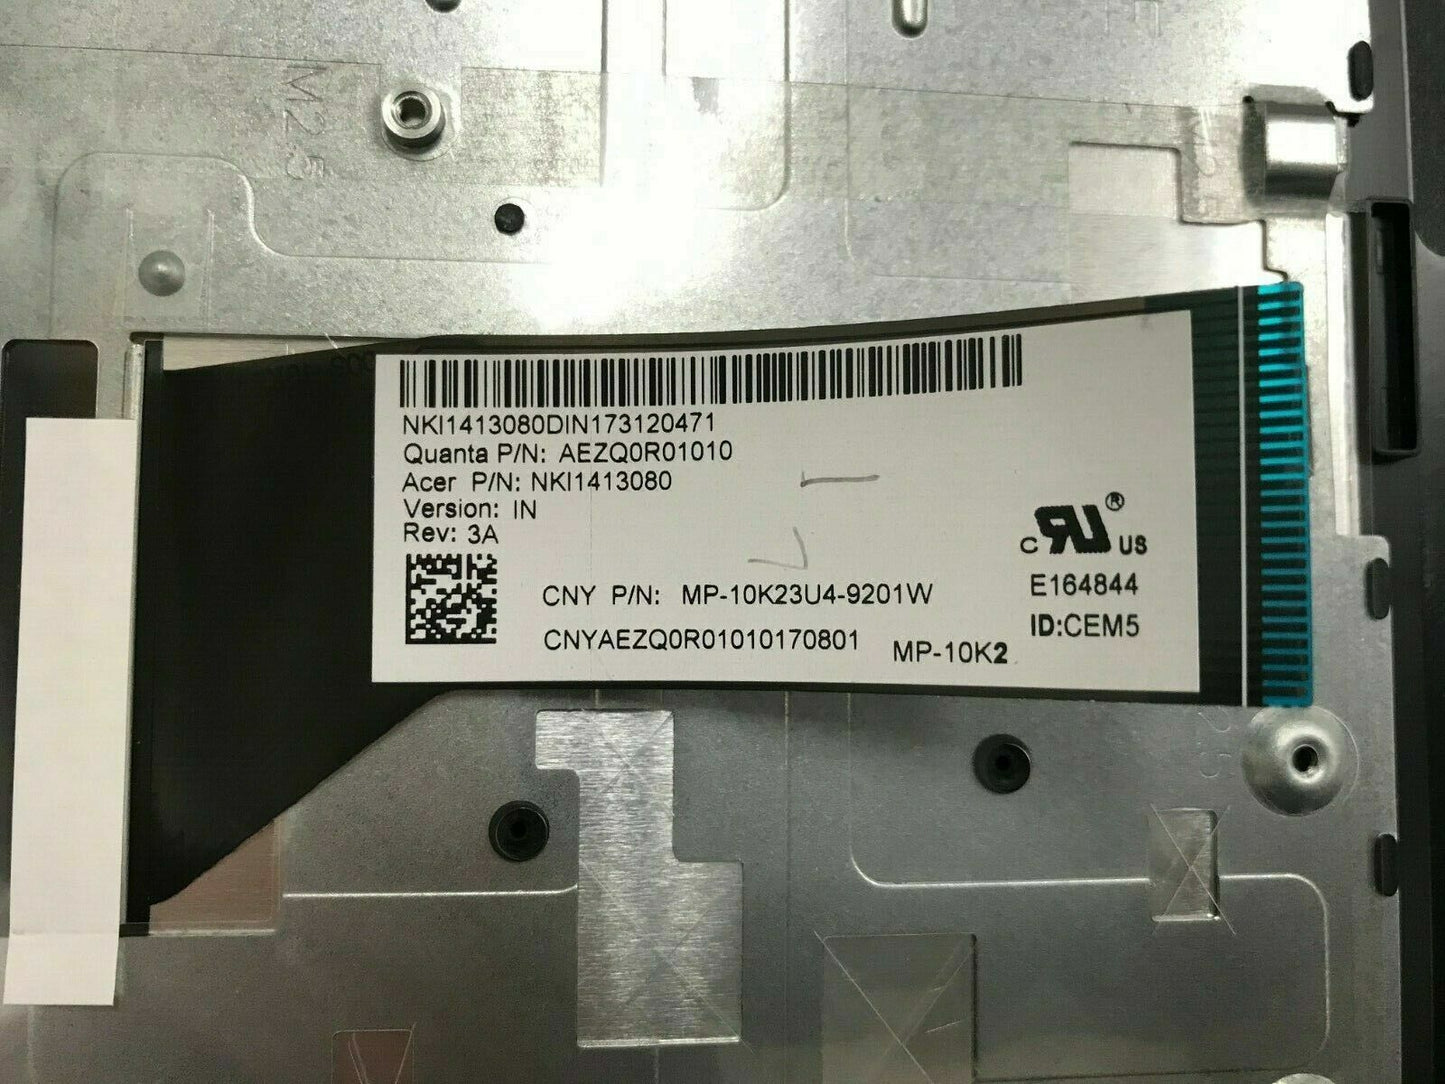 M2.5
NKI1413080DIN173120471
Quanta P/N: AEZQ0R01010
Acer P/N: NKI1413080
Version: IN
Rev: 3A
CNY P/N: MP-10K23U4-9201W
CNYAEZQ0R01010170801
MP-10K2
c RU ® US
E164844
ID:CEM5